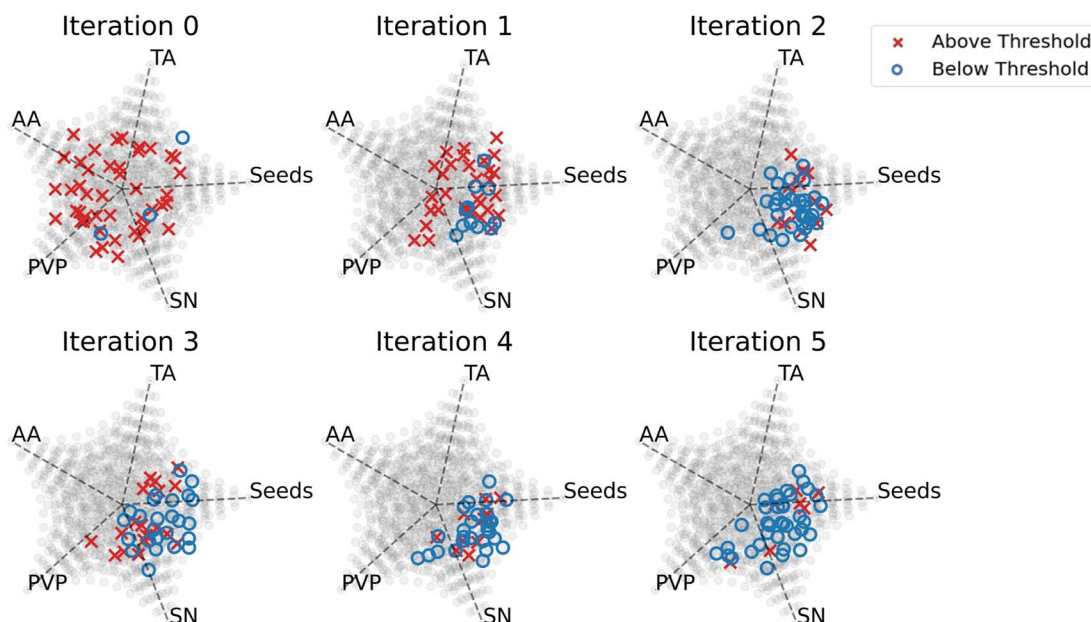 Iteration 0
Iteration 1
Iteration 2
Above Threshold
Below Threshold
TA
TA
TA
AA
AA
AA
Seeds
Seeds
Seeds
PVP
PVP
PVP
SN
SN
SN
Iteration 3
Iteration 4
Iteration 5
TA
TA
TA
AA
AA
AA
Seeds
Seeds
Seeds
PVP
PVP
PVP
SN
SN
SN